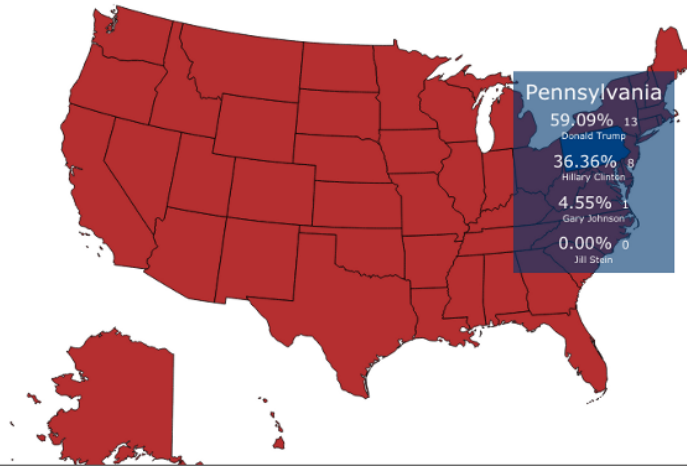 Pennsylvania
59.09% 13
Donald Trump
36.36% 8
Hillary Clinton
4.55% 1
Gary Johnson
0.00% 0
Jill Stein